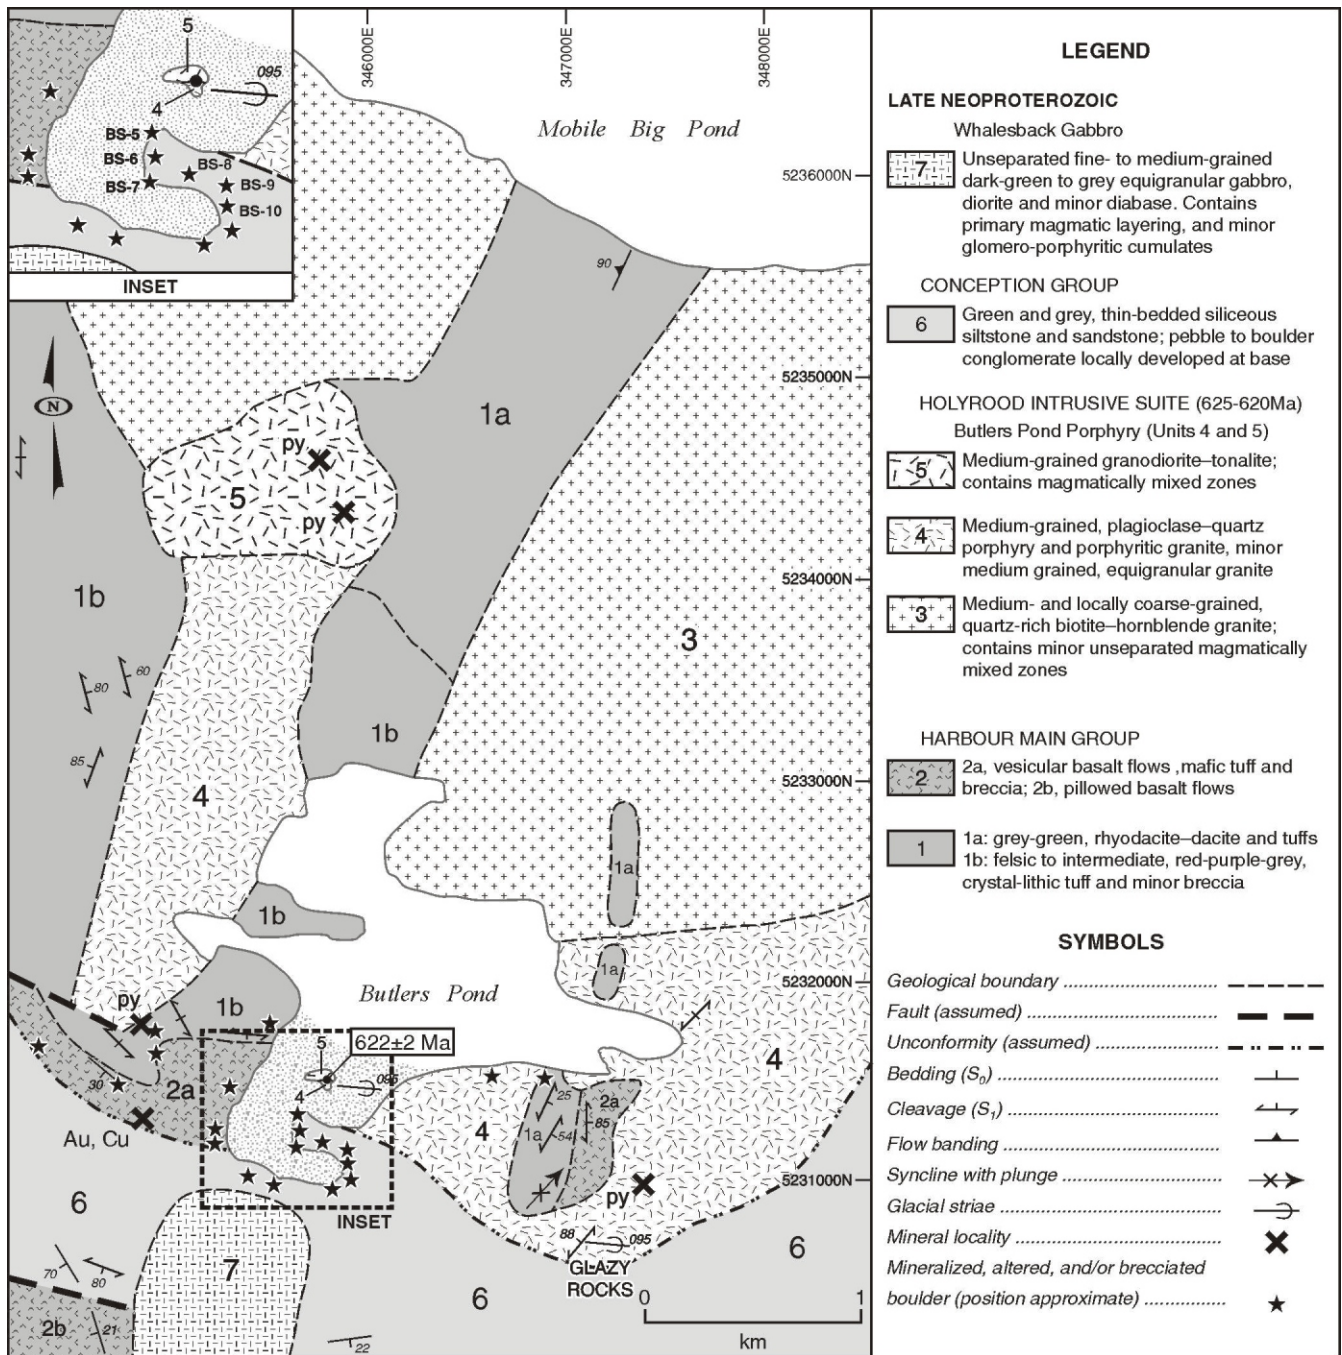 5
095
4
BS-5
BS-6
BS-7
BS-8
BS-9
BS-10
INSET
346000E
347000E
348000E
Mobile Big Pond
5236000N
90
5235000N
N
1a
py
5
py
5234000N
1b
3
60
80
85
1b
4
5233000N
1a
1b
1a
5232000N
Butlers Pond
py
1b
5
622±2 Ma
4
095
30
2a
Au, Cu
4
25
2a
1a
54
85
4
5231000N
py
INSET
6
88
095
GLAZY
ROCKS
6
7
70
80
6
0
1
km
2b
21
22
LEGEND
LATE NEOPROTEROZOIC
Whalesback Gabbro
7
Unseparated fine- to medium-grained
dark-green to grey equigranular gabbro,
diorite and minor diabase. Contains
primary magmatic layering, and minor
glomero-porphyritic cumulates
CONCEPTION GROUP
6
Green and grey, thin-bedded siliceous
siltstone and sandstone; pebble to boulder
conglomerate locally developed at base
HOLYROOD INTRUSIVE SUITE (625-620Ma)
Butlers Pond Porphyry (Units 4 and 5)
5
Medium-grained granodiorite–tonalite;
contains magmatically mixed zones
4
Medium-grained, plagioclase–quartz
porphyry and porphyritic granite, minor
medium grained, equigranular granite
3
Medium- and locally coarse-grained,
quartz-rich biotite–hornblende granite;
contains minor unseparated magmatically
mixed zones
HARBOUR MAIN GROUP
2
2a, vesicular basalt flows ,mafic tuff and
breccia; 2b, pillowed basalt flows
1
1a: grey-green, rhyodacite–dacite and tuffs
1b: felsic to intermediate, red-purple-grey,
crystal-lithic tuff and minor breccia
SYMBOLS
Geological boundary
Fault (assumed)
Unconformity (assumed)
Bedding (S0)
Cleavage (S1)
Flow banding
Syncline with plunge
Glacial striae
Mineral locality
Mineralized, altered, and/or brecciated
boulder (position approximate)